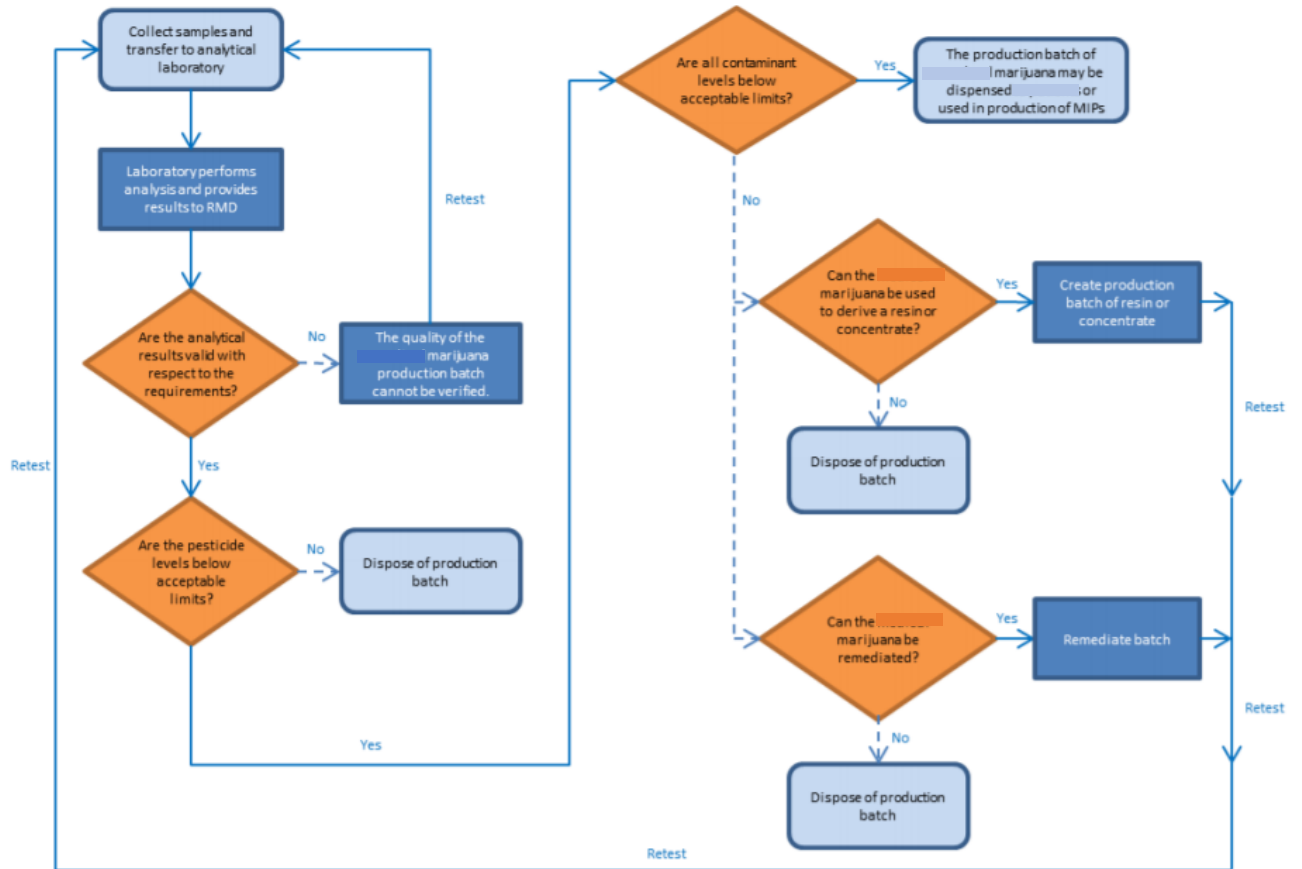 Collect samples and
transfer to analytical
laboratory
Laboratory performs
analysis and provides
results to RMD
Retest
Are the analytical
results valid with
respect to the
requirements?
No
The quality of the
marijuana
production batch
cannot be verified.
Retest
Yes
Are the pesticide
levels below
acceptable
limits?
No
Dispose of production
batch
Yes
Are all contaminant
levels below
acceptable limits?
Yes
The production batch of
marijuana may be
dispensed
or
used in production of MIPs
No
Can the
marijuana be used
to derive a resin or
concentrate?
Yes
Create production
batch of resin or
concentrate
Retest
No
Dispose of production
batch
Can the
marijuana be
remediated?
Yes
Remediate batch
Retest
No
Dispose of production
batch
Retest